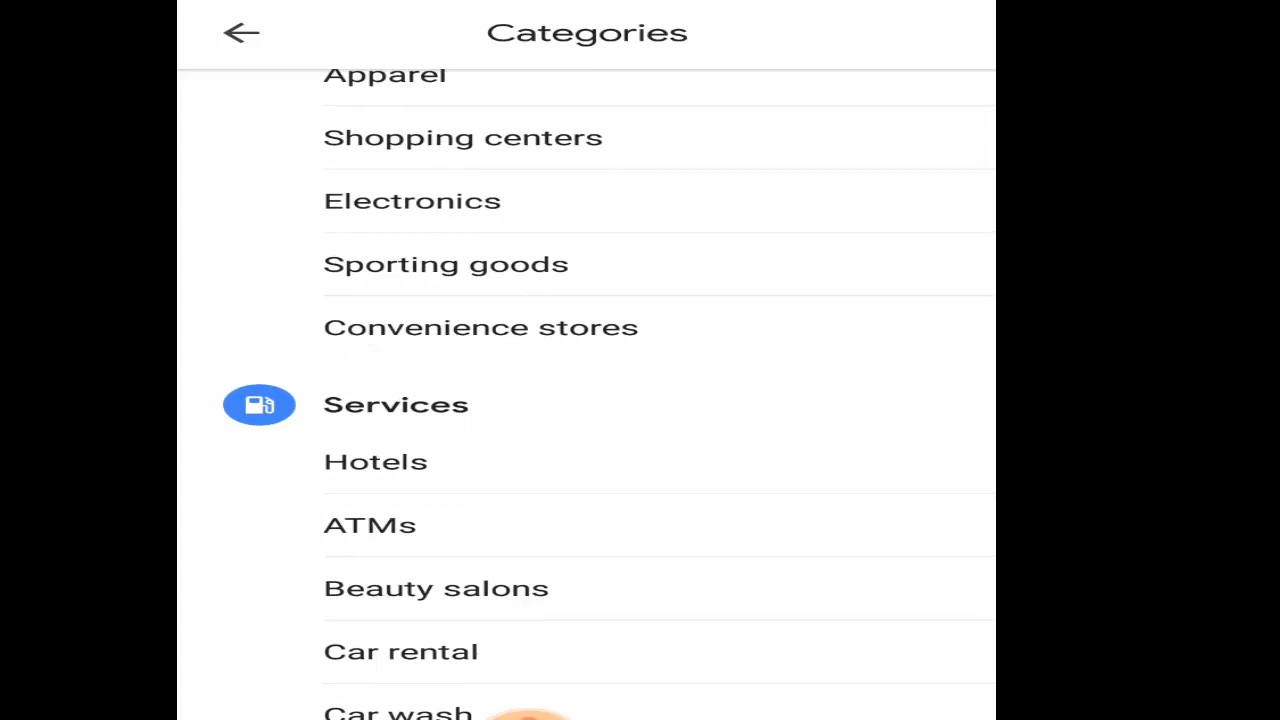 Categories
Apparel
Shopping centers
Electronics
Sporting goods
Convenience stores
Services
Hotels
ATMs
Beauty salons
Car rental
Car wash